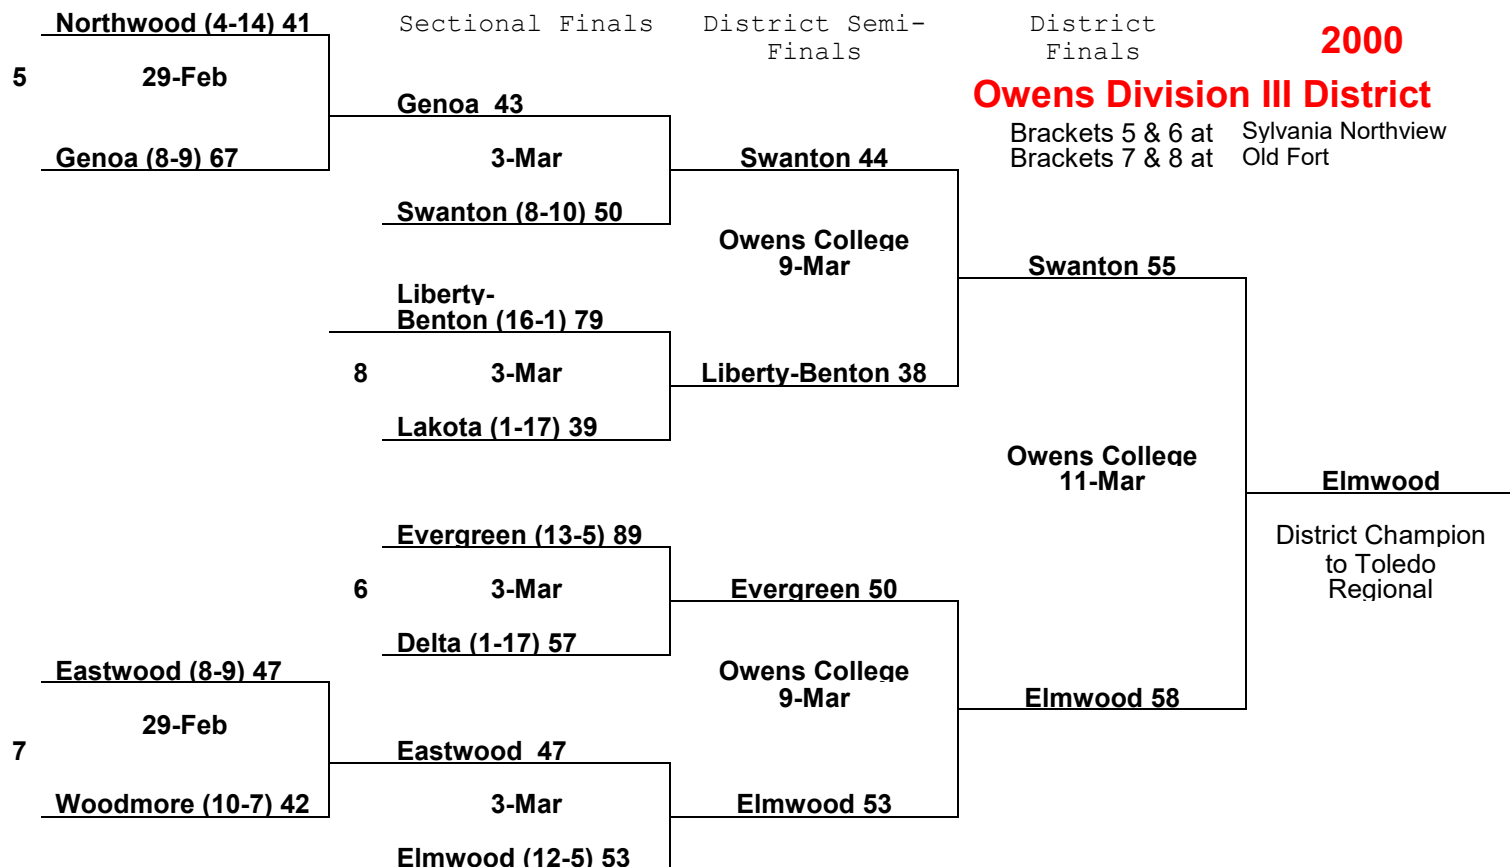 Northwood (4-14) 41
Sectional Finals
District Semi-
Finals
District
Finals
2000
5
29-Feb
Owens Division III District
Genoa 43
Brackets 5 & 6 at Sylvania Northview
Brackets 7 & 8 at Old Fort
Genoa (8-9) 67
3-Mar
Swanton 44
Swanton (8-10) 50
Owens College
9-Mar
Swanton 55
Liberty-
Benton (16-1) 79
8
3-Mar
Liberty-Benton 38
Lakota (1-17) 39
Owens College
11-Mar
Elmwood
District Champion
to Toledo
Regional
Evergreen (13-5) 89
6
3-Mar
Evergreen 50
Delta (1-17) 57
Eastwood (8-9) 47
Owens College
9-Mar
Elmwood 58
7
29-Feb
Eastwood 47
Woodmore (10-7) 42
3-Mar
Elmwood 53
Elmwood (12-5) 53